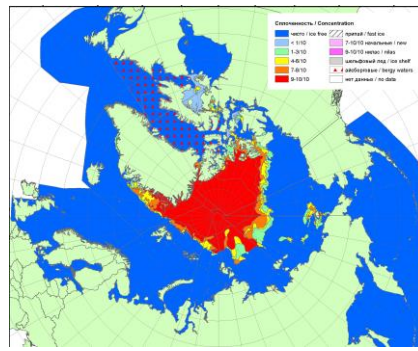 Сплоченность / Concentration
чисто / ice free
< 1/10
1-3/10
4-6/10
7-8/10
9-10/10
припай / fast ice
7-10/10 начальных / new
9-10/10 нилас / nilas
шельфовый лед / ice shelf
айсберговые / bergy waters
нет данных / no data